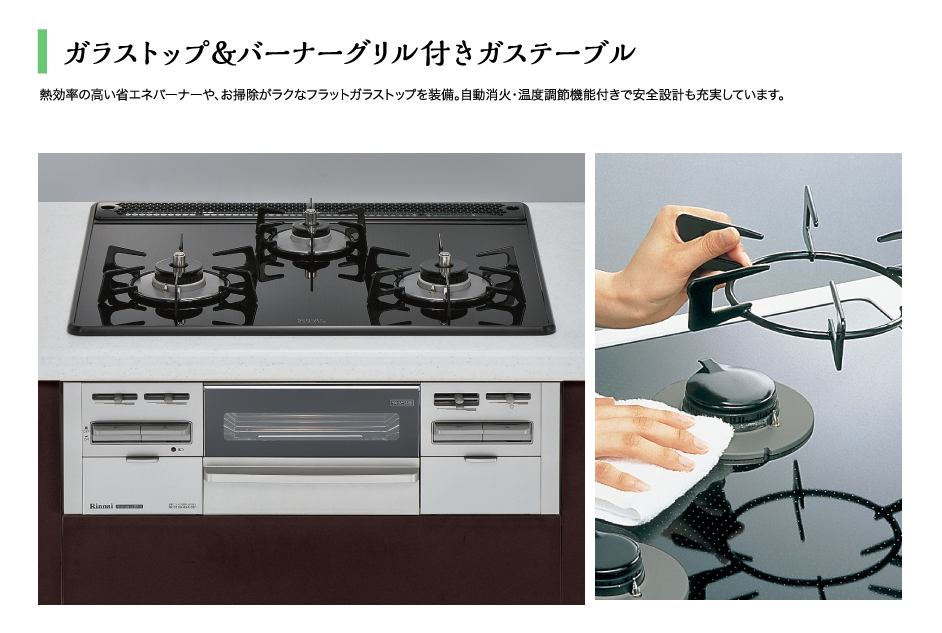 ガラストップ&バーナーグリル付きガステーブル
熱効率の高い省エネバーナーや、お掃除がラクなフラットガラストップを装備。自動消火・温度調節機能付きで安全設計も充実しています。
Rinnai